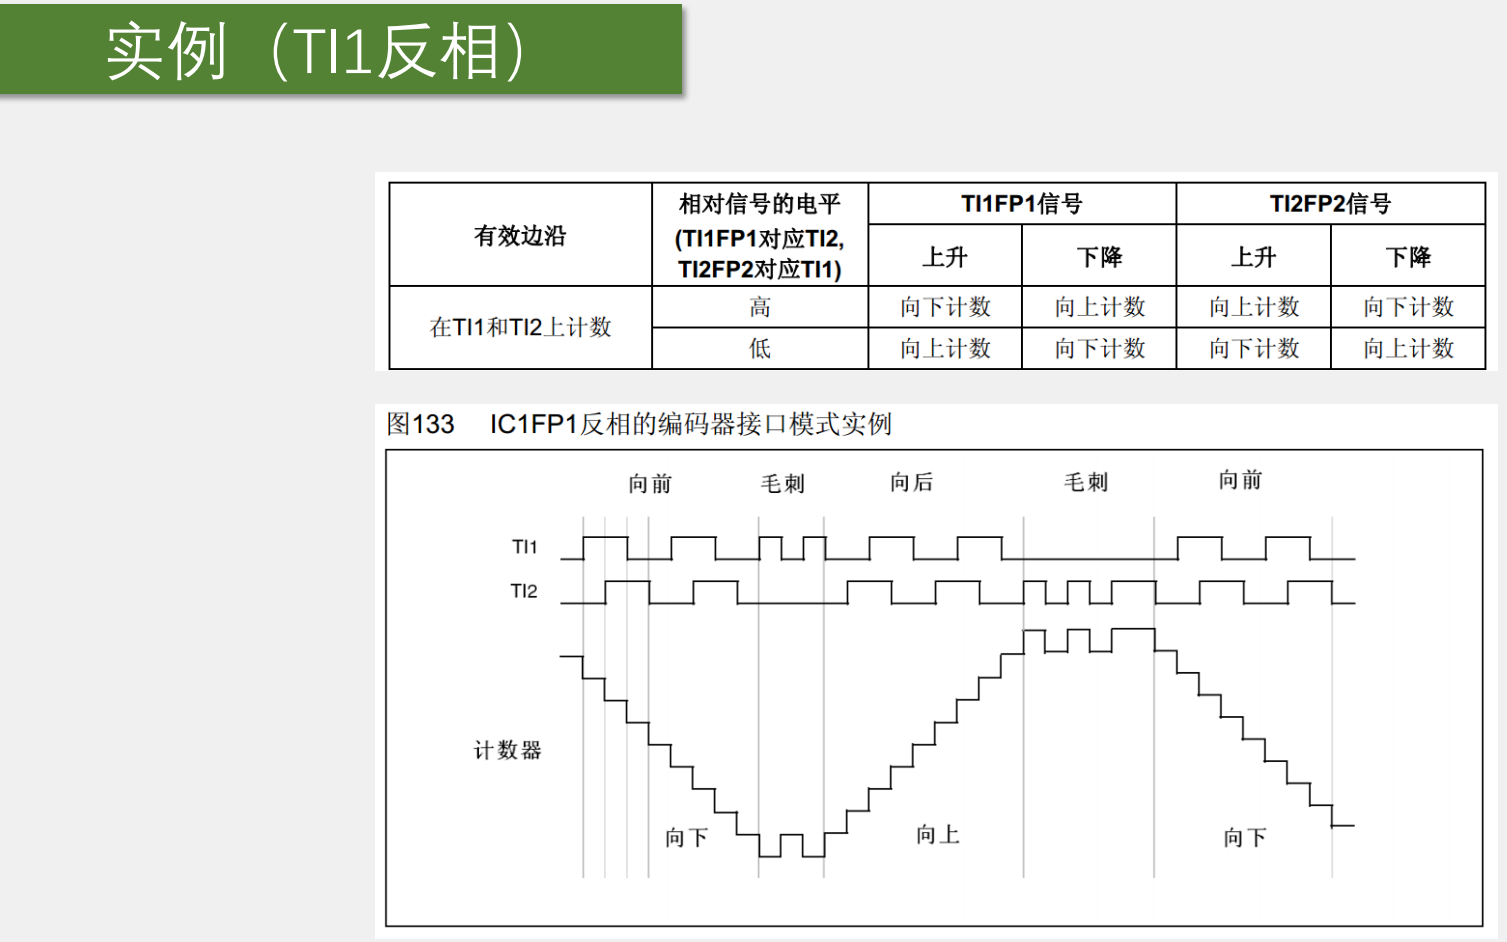 实例（TI1反相）
有效边沿
相对信号的电平
(TI1FP1对应TI2,
TI2FP2对应TI1)
TI1FP1信号
TI2FP2信号
上升
下降
上升
下降
在TI1和TI2上计数
高
向下计数
向上计数
向上计数
向下计数
低
向上计数
向下计数
向下计数
向上计数
图133 IC1FP1反相的编码器接口模式实例
向前
毛刺
向后
毛刺
向前
TI1
TI2
计数器
向下
向上
向下